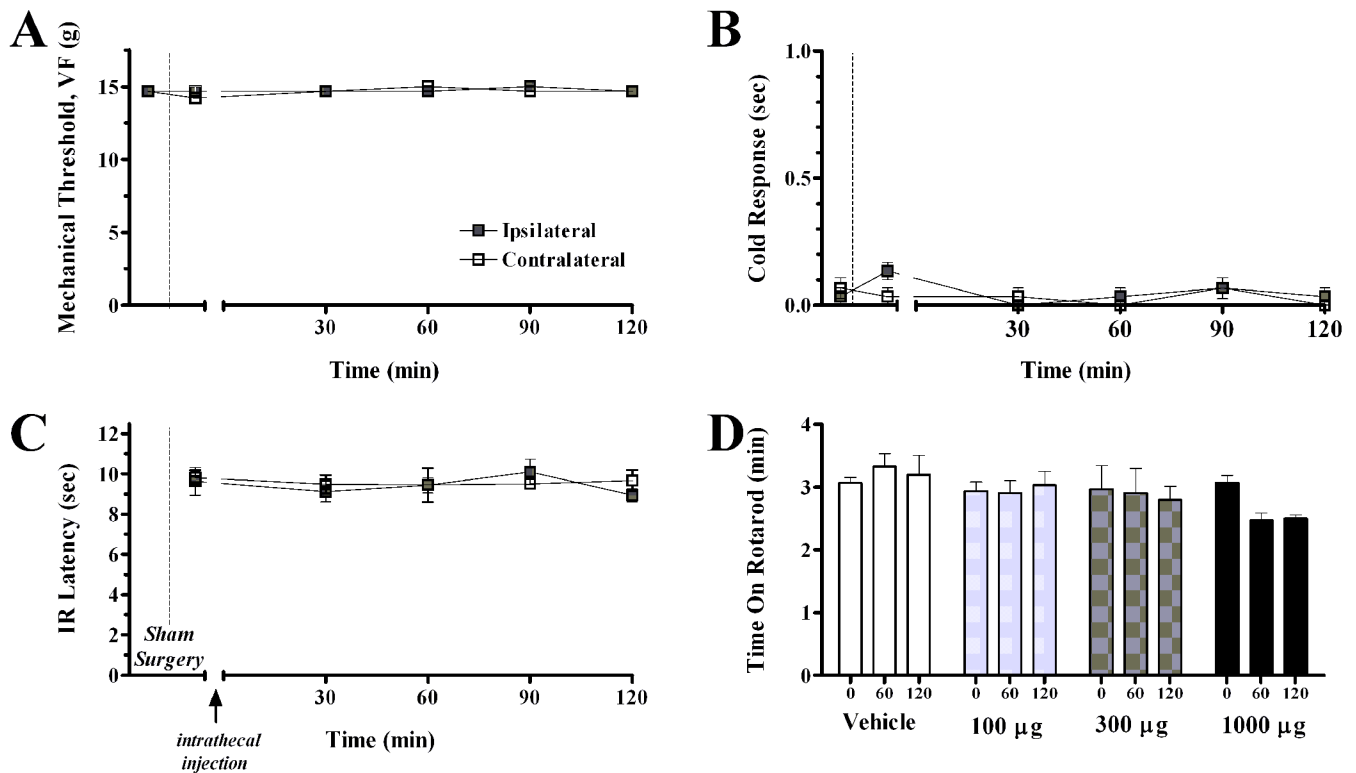 A
Mechanical Threshold, VF (g)
15
10
5
0
Ipsilateral
Contralateral
30 60 90 120
Time (min)
B
Cold Response (sec)
1.0
0.5
0.0
30 60 90 120
Time (min)
C
IR Latency (sec)
12
10
8
6
4
2
0
Sham
Surgery
30 60 90 120
intrathecal
injection
Time (min)
D
Time On Rotarod (min)
4
3
2
1
0
0 60 120 0 60 120 0 60 120 0 60 120
Vehicle 100 μg 300 μg 1000 μg